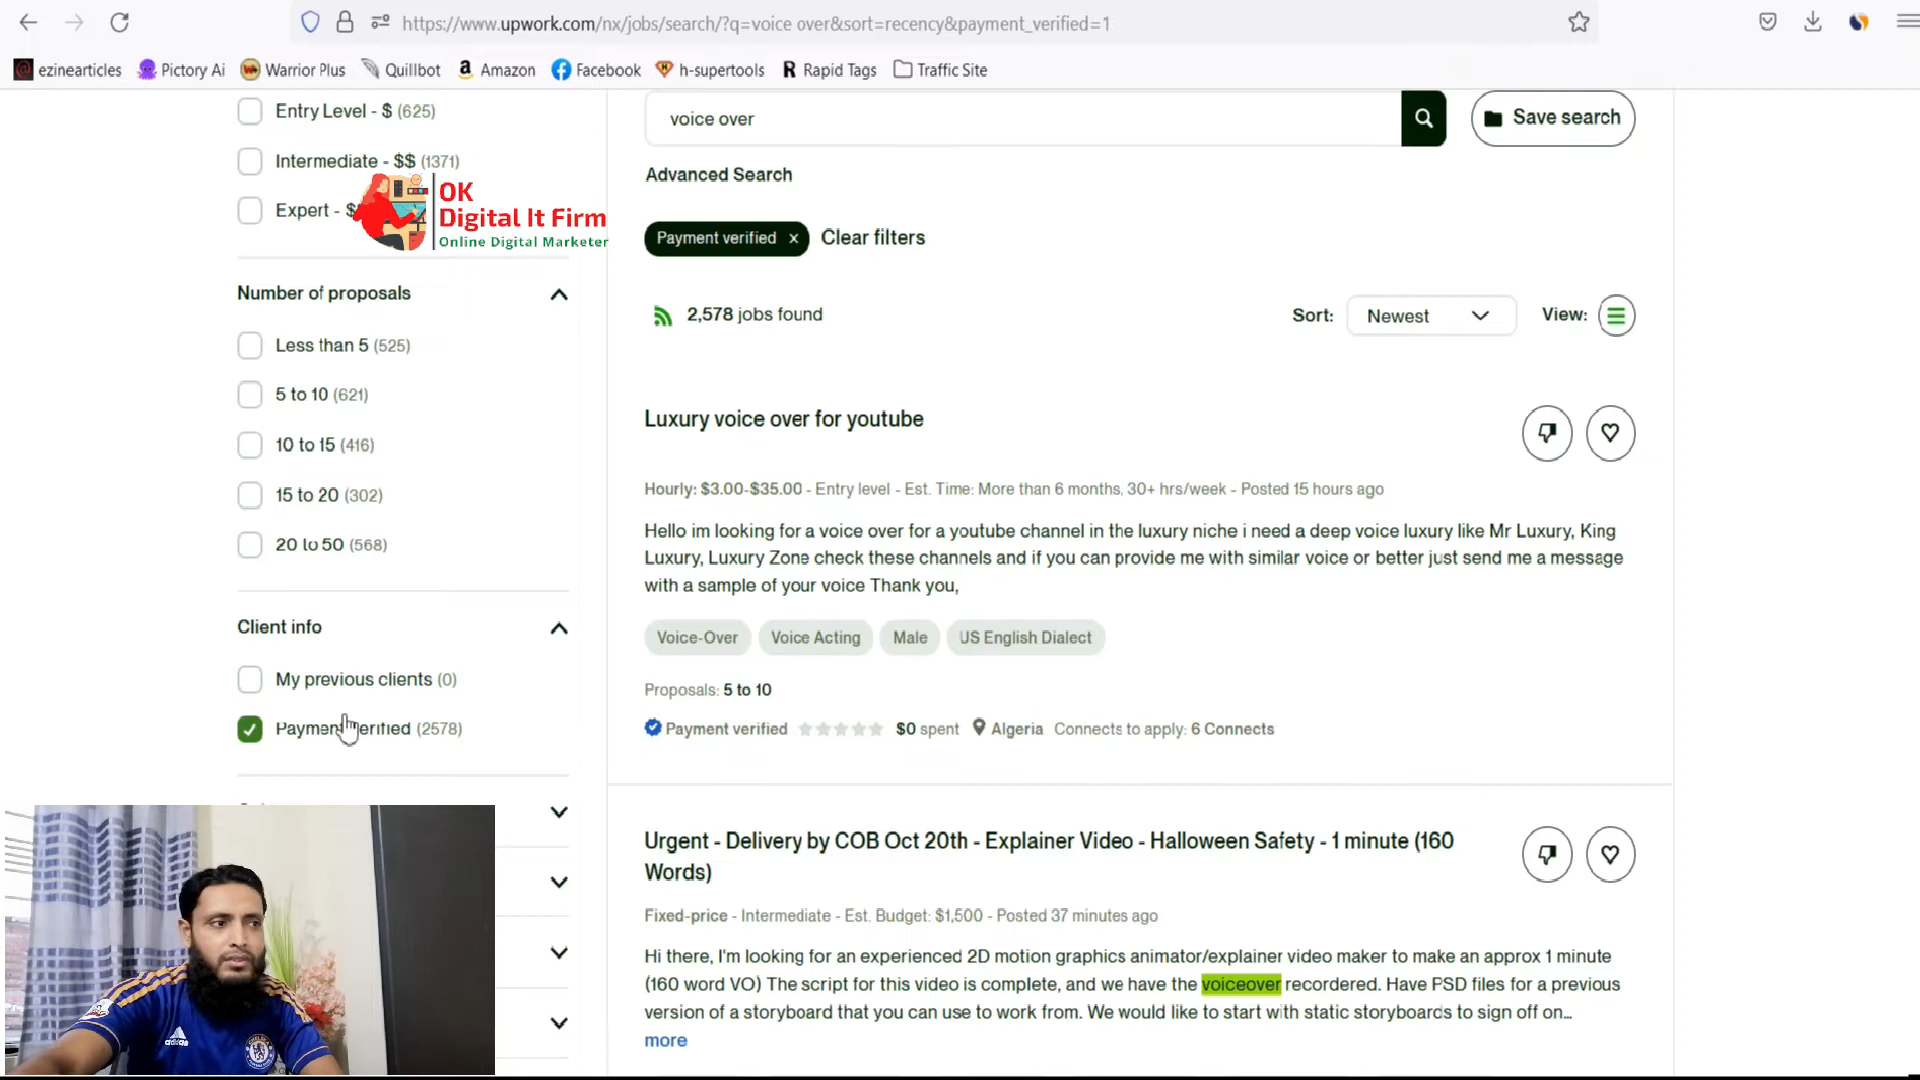 https://www.upwork.com/nx/jobs/search/?q=voice over&sort=recency&payment_verified=1
ezinearticles
Pictory Ai
Warrior Plus
Quillbot
Amazon
Facebook
h-supertools
Rapid Tags
Traffic Site
Entry Level - $ (625)
Intermediate - $$ (1371)
Expert - $
OK
Digital It Firm
Online Digital Marketer
Number of proposals
Less than 5 (525)
5 to 10 (621)
10 to 15 (416)
15 to 20 (302)
20 to 50 (568)
Client info
My previous clients (0)
Payment verified (2578)
voice over
Save search
Advanced Search
Payment verified x
Clear filters
2,578 jobs found
Sort:
Newest
View:
Luxury voice over for youtube
Hourly: $3.00-$35.00 - Entry level - Est. Time: More than 6 months, 30+ hrs/week - Posted 15 hours ago
Hello im looking for a voice over for a youtube channel in the luxury niche i need a deep voice luxury like Mr Luxury, King
Luxury, Luxury Zone check these channels and if you can provide me with similar voice or better just send me a message
with a sample of your voice Thank you,
Voice-Over
Voice Acting
Male
US English Dialect
Proposals: 5 to 10
Payment verified
$0 spent
Algeria
Connects to apply: 6 Connects
Urgent - Delivery by COB Oct 20th - Explainer Video - Halloween Safety - 1 minute (160
Words)
Fixed-price - Intermediate - Est. Budget: $1,500 - Posted 37 minutes ago
Hi there, I'm looking for an experienced 2D motion graphics animator/explainer video maker to make an approx 1 minute
(160 word VO) The script for this video is complete, and we have the voiceover recordered. Have PSD files for a previous
version of a storyboard that you can use to work from. We would like to start with static storyboards to sign off on...
more
adidas